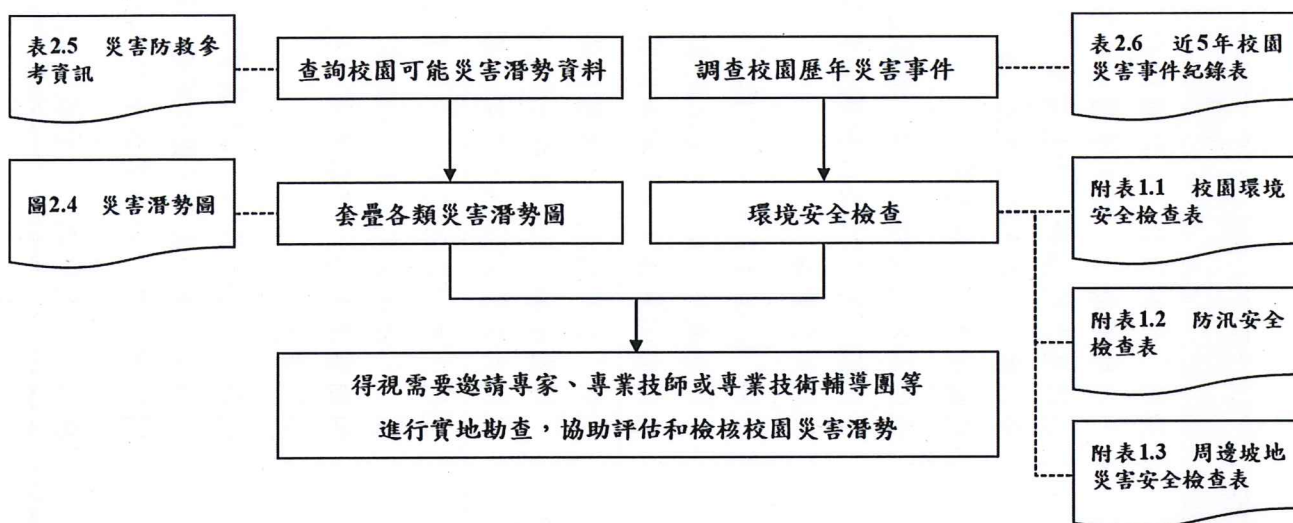 表2.5 災害防救參
考資訊
查詢校園可能災害潛勢資料
調查校園歷年災害事件
表2.6 近5年校園
災害事件紀錄表
圖2.4 災害潛勢圖
套疊各類災害潛勢圖
環境安全檢查
附表1.1 校園環境
安全檢查表
附表1.2 防汛安全
檢查表
得視需要邀請專家、專業技師或專業技術輔導團等
進行實地勘查,協助評估和檢核校園災害潛勢
附表1.3 周邊坡地
災害安全檢查表